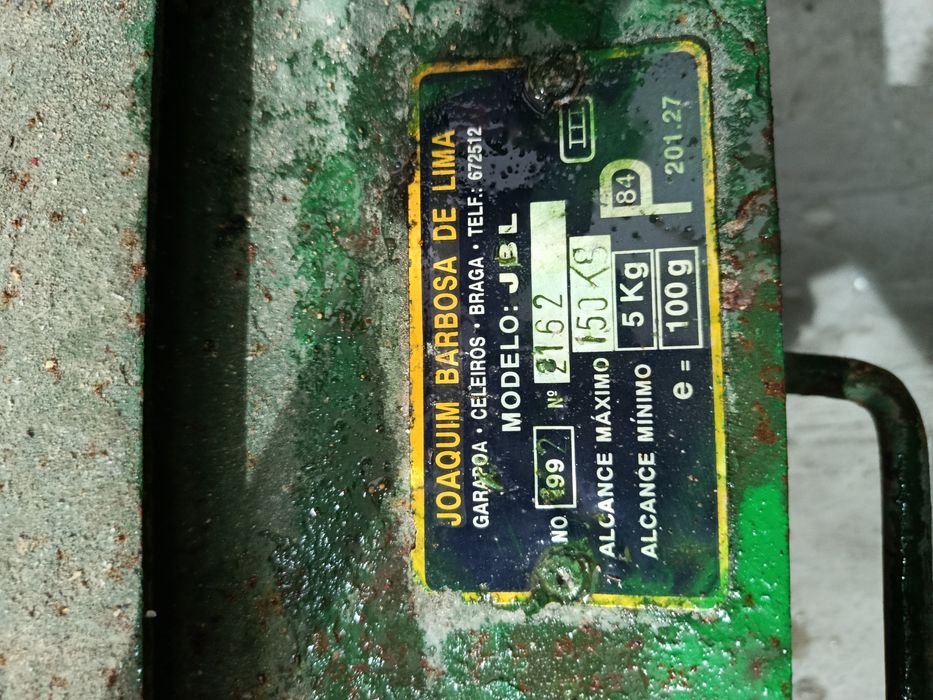 JOAQUIM BARBOSA DE LIMA
GARAPOA • CELEIRÓS • BRAGA • TELF.: 672512
MODELO: JBL
NO 1992 Nº 2162
ALCANCE MÁXIMO 150 KG
ALCANCE MÍNIMO 5 Kg
e = 100 g
III
P 84
201.27